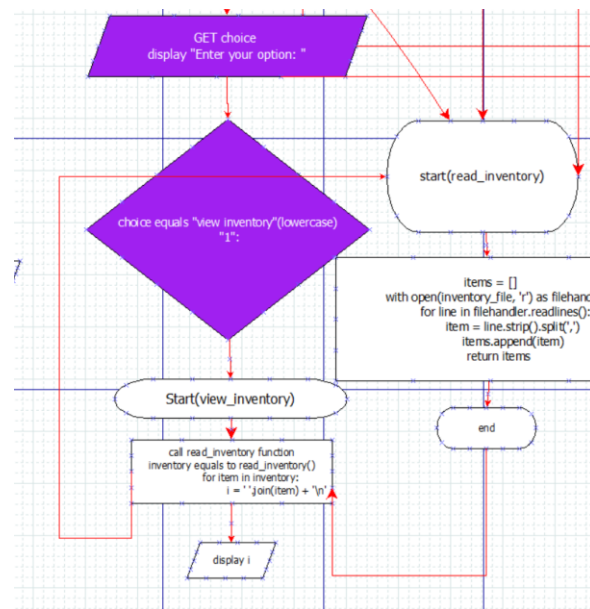 GET choice
display "Enter your option: "
choice equals "view inventory"(lowercase)
"1":
start(read_inventory)
items = []
with open(inventory_file, 'r') as
for line in filehandler.readlines():
item = line.strip().split(',')
items.append(item)
return items
end
Start(view_inventory)
call read_inventory function
inventory equals to read_inventory()
for item in inventory:
i = ' '.join(item) + '\n'
display i